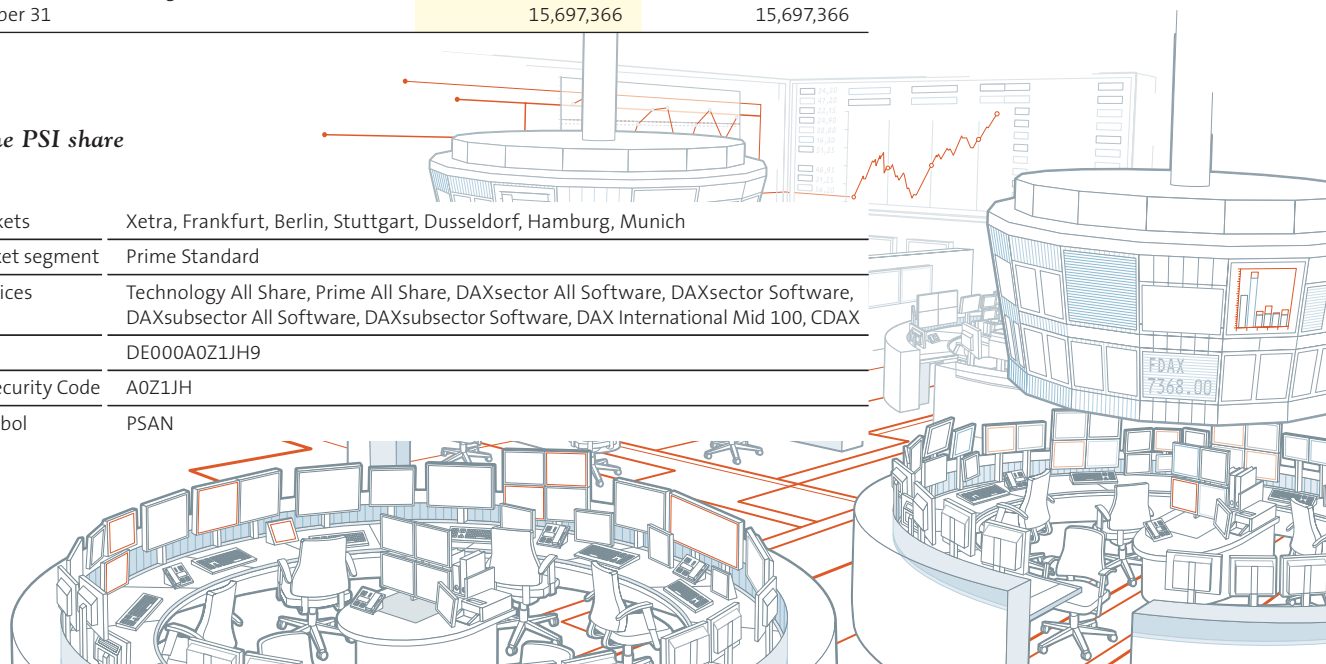 ber 31 15,697,366 15,697,366
e PSI share
kets Xetra, Frankfurt, Berlin, Stuttgart, Dusseldorf, Hamburg, Munich
ket segment Prime Standard
ices Technology All Share, Prime All Share, DAXsector All Software, DAXsector Software,
DAXsubsector All Software, DAXsubsector Software, DAX International Mid 100, CDAX
DE000A0Z1JH9
ecurity Code A0Z1JH
bol PSAN
FDAX
7368.00